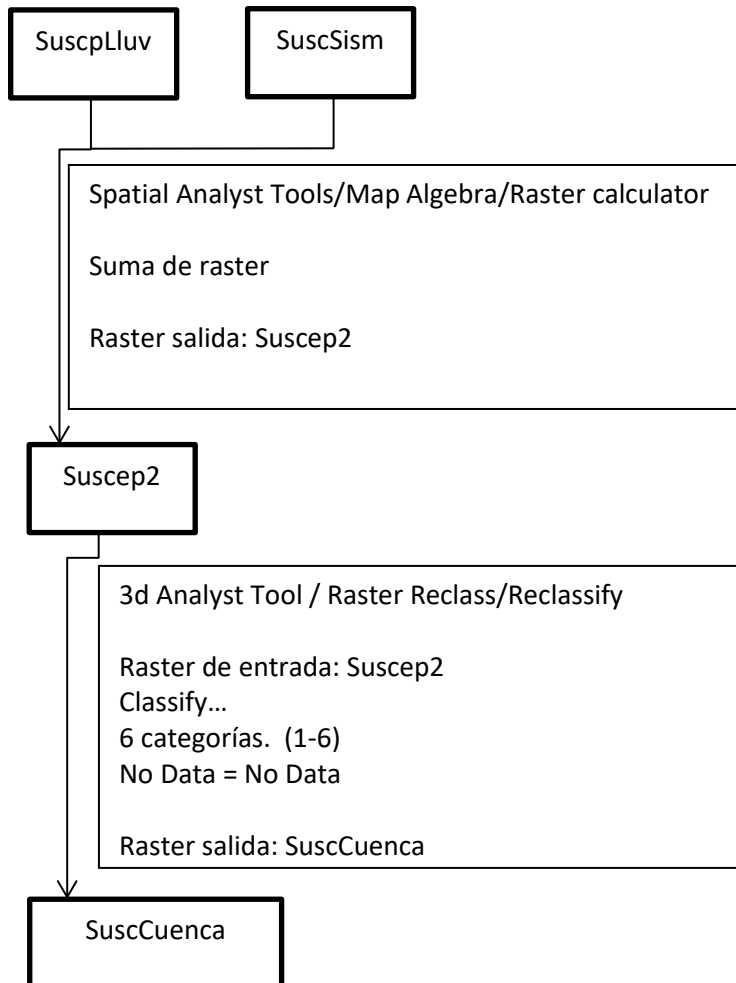 SuscpLluv
SuscSism
Spatial Analyst Tools/Map Algebra/Raster calculator
Suma de raster
Raster salida: Suscep2
Suscep2
3d Analyst Tool / Raster Reclass/Reclassify
Raster de entrada: Suscep2
Classify…
6 categorías.  (1-6)
No Data = No Data
Raster salida: SuscCuenca
SuscCuenca